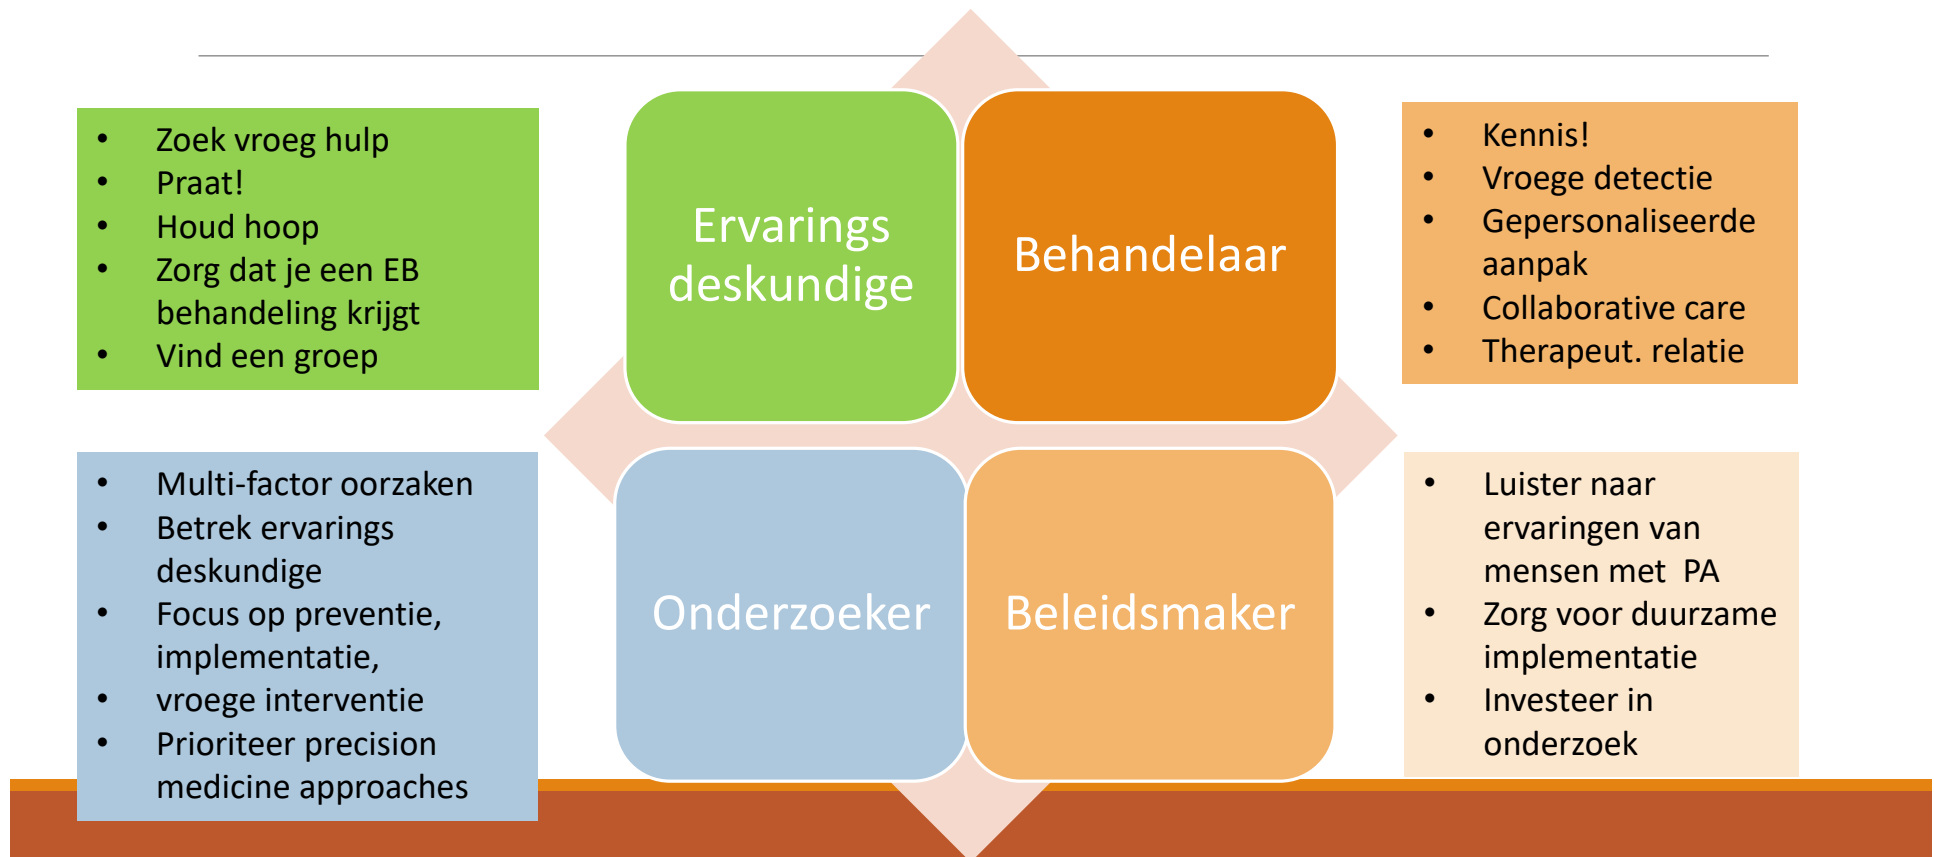 • Zoek vroeg hulp
• Praat!
• Houd hoop
• Zorg dat je een EB
behandeling krijgt
• Vind een groep
Ervarings
deskundige
Behandelaar
• Kennis!
• Vroege detectie
• Gepersonaliseerde
aanpak
• Collaborative care
• Therapeut. relatie
• Multi-factor oorzaken
• Betrek ervarings
deskundige
• Focus op preventie,
implementatie,
• vroege interventie
• Prioriteer precision
medicine approaches
Onderzoeker
Beleidsmaker
• Luister naar
ervaringen van
mensen met  PA
• Zorg voor duurzame
implementatie
• Investeer in
onderzoek